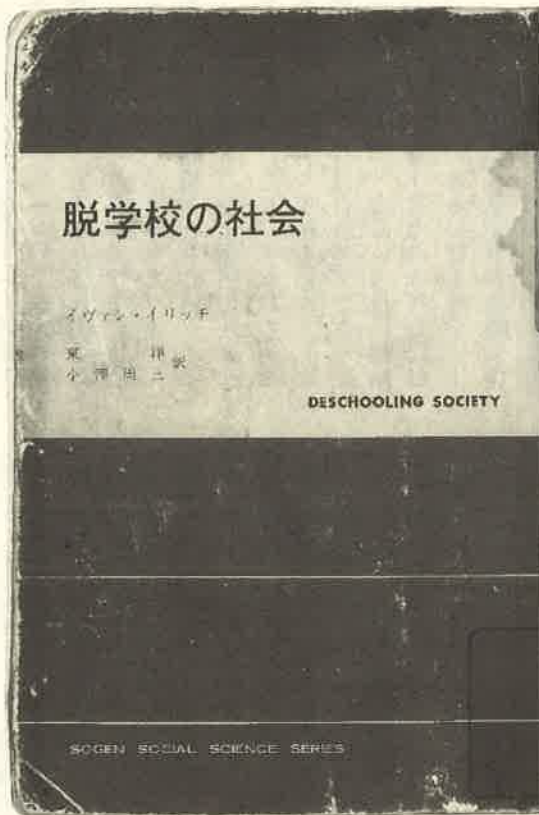 脱学校の社会
イヴァン・イリッチ
東 洋
小澤周三 訳
DESCHOOLING SOCIETY
SOGEN SOCIAL SCIENCE SERIES